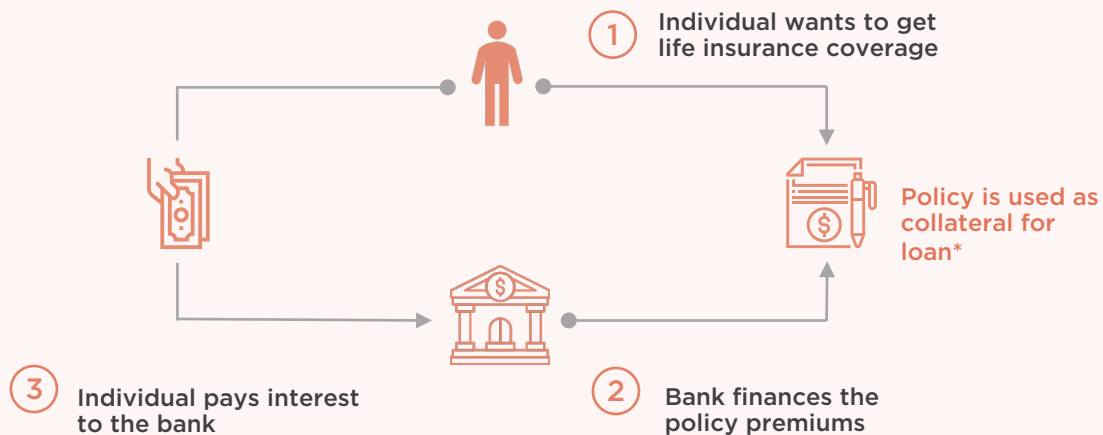 1
Individual wants to get
life insurance coverage
$
Policy is used as
collateral for
loan*
$
3
Individual pays interest
to the bank
2
Bank finances the
policy premiums